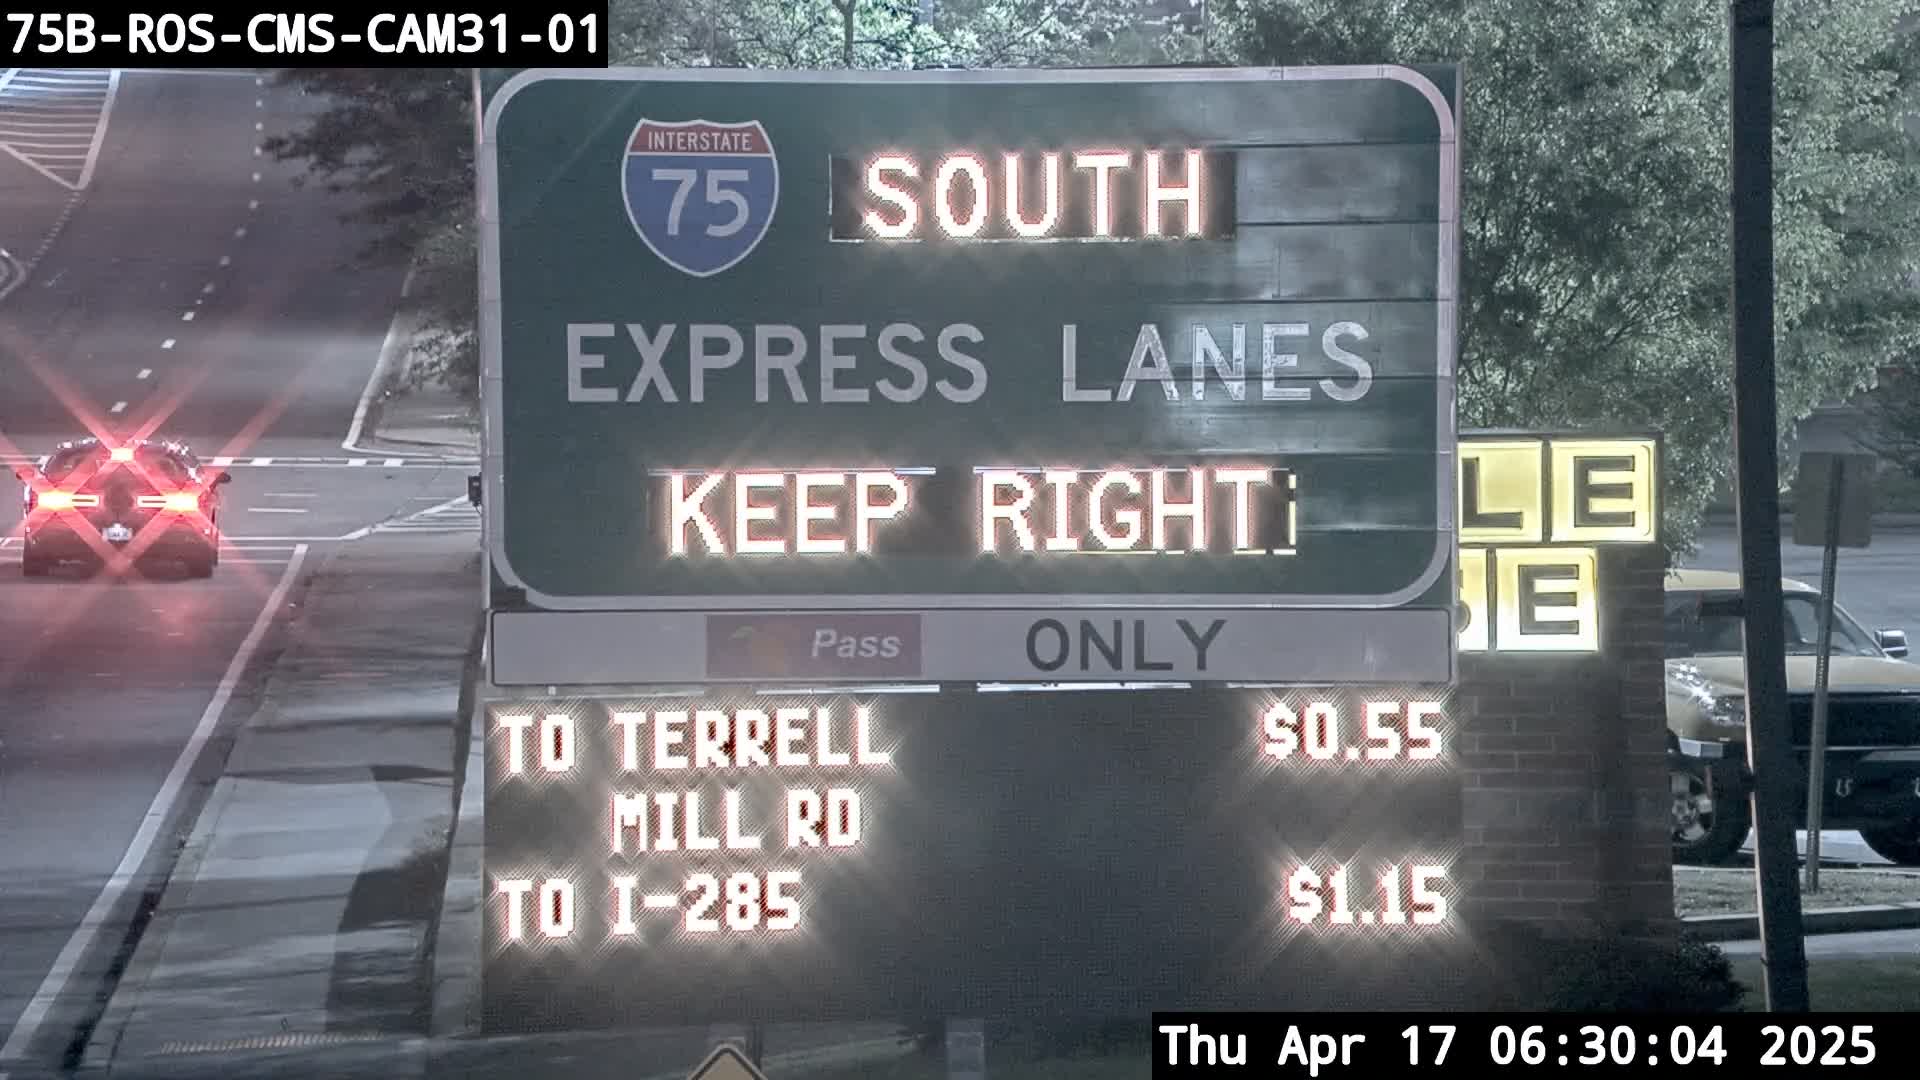 75B-ROS-CMS-CAM31-01
INTERSTATE
75
SOUTH
EXPRESS LANES
KEEP RIGHT
Pass ONLY
LE
E
TO TERRELL $0.55
MILL RD
TO I-285 $1.15
Thu Apr 17 06:30:04 2025